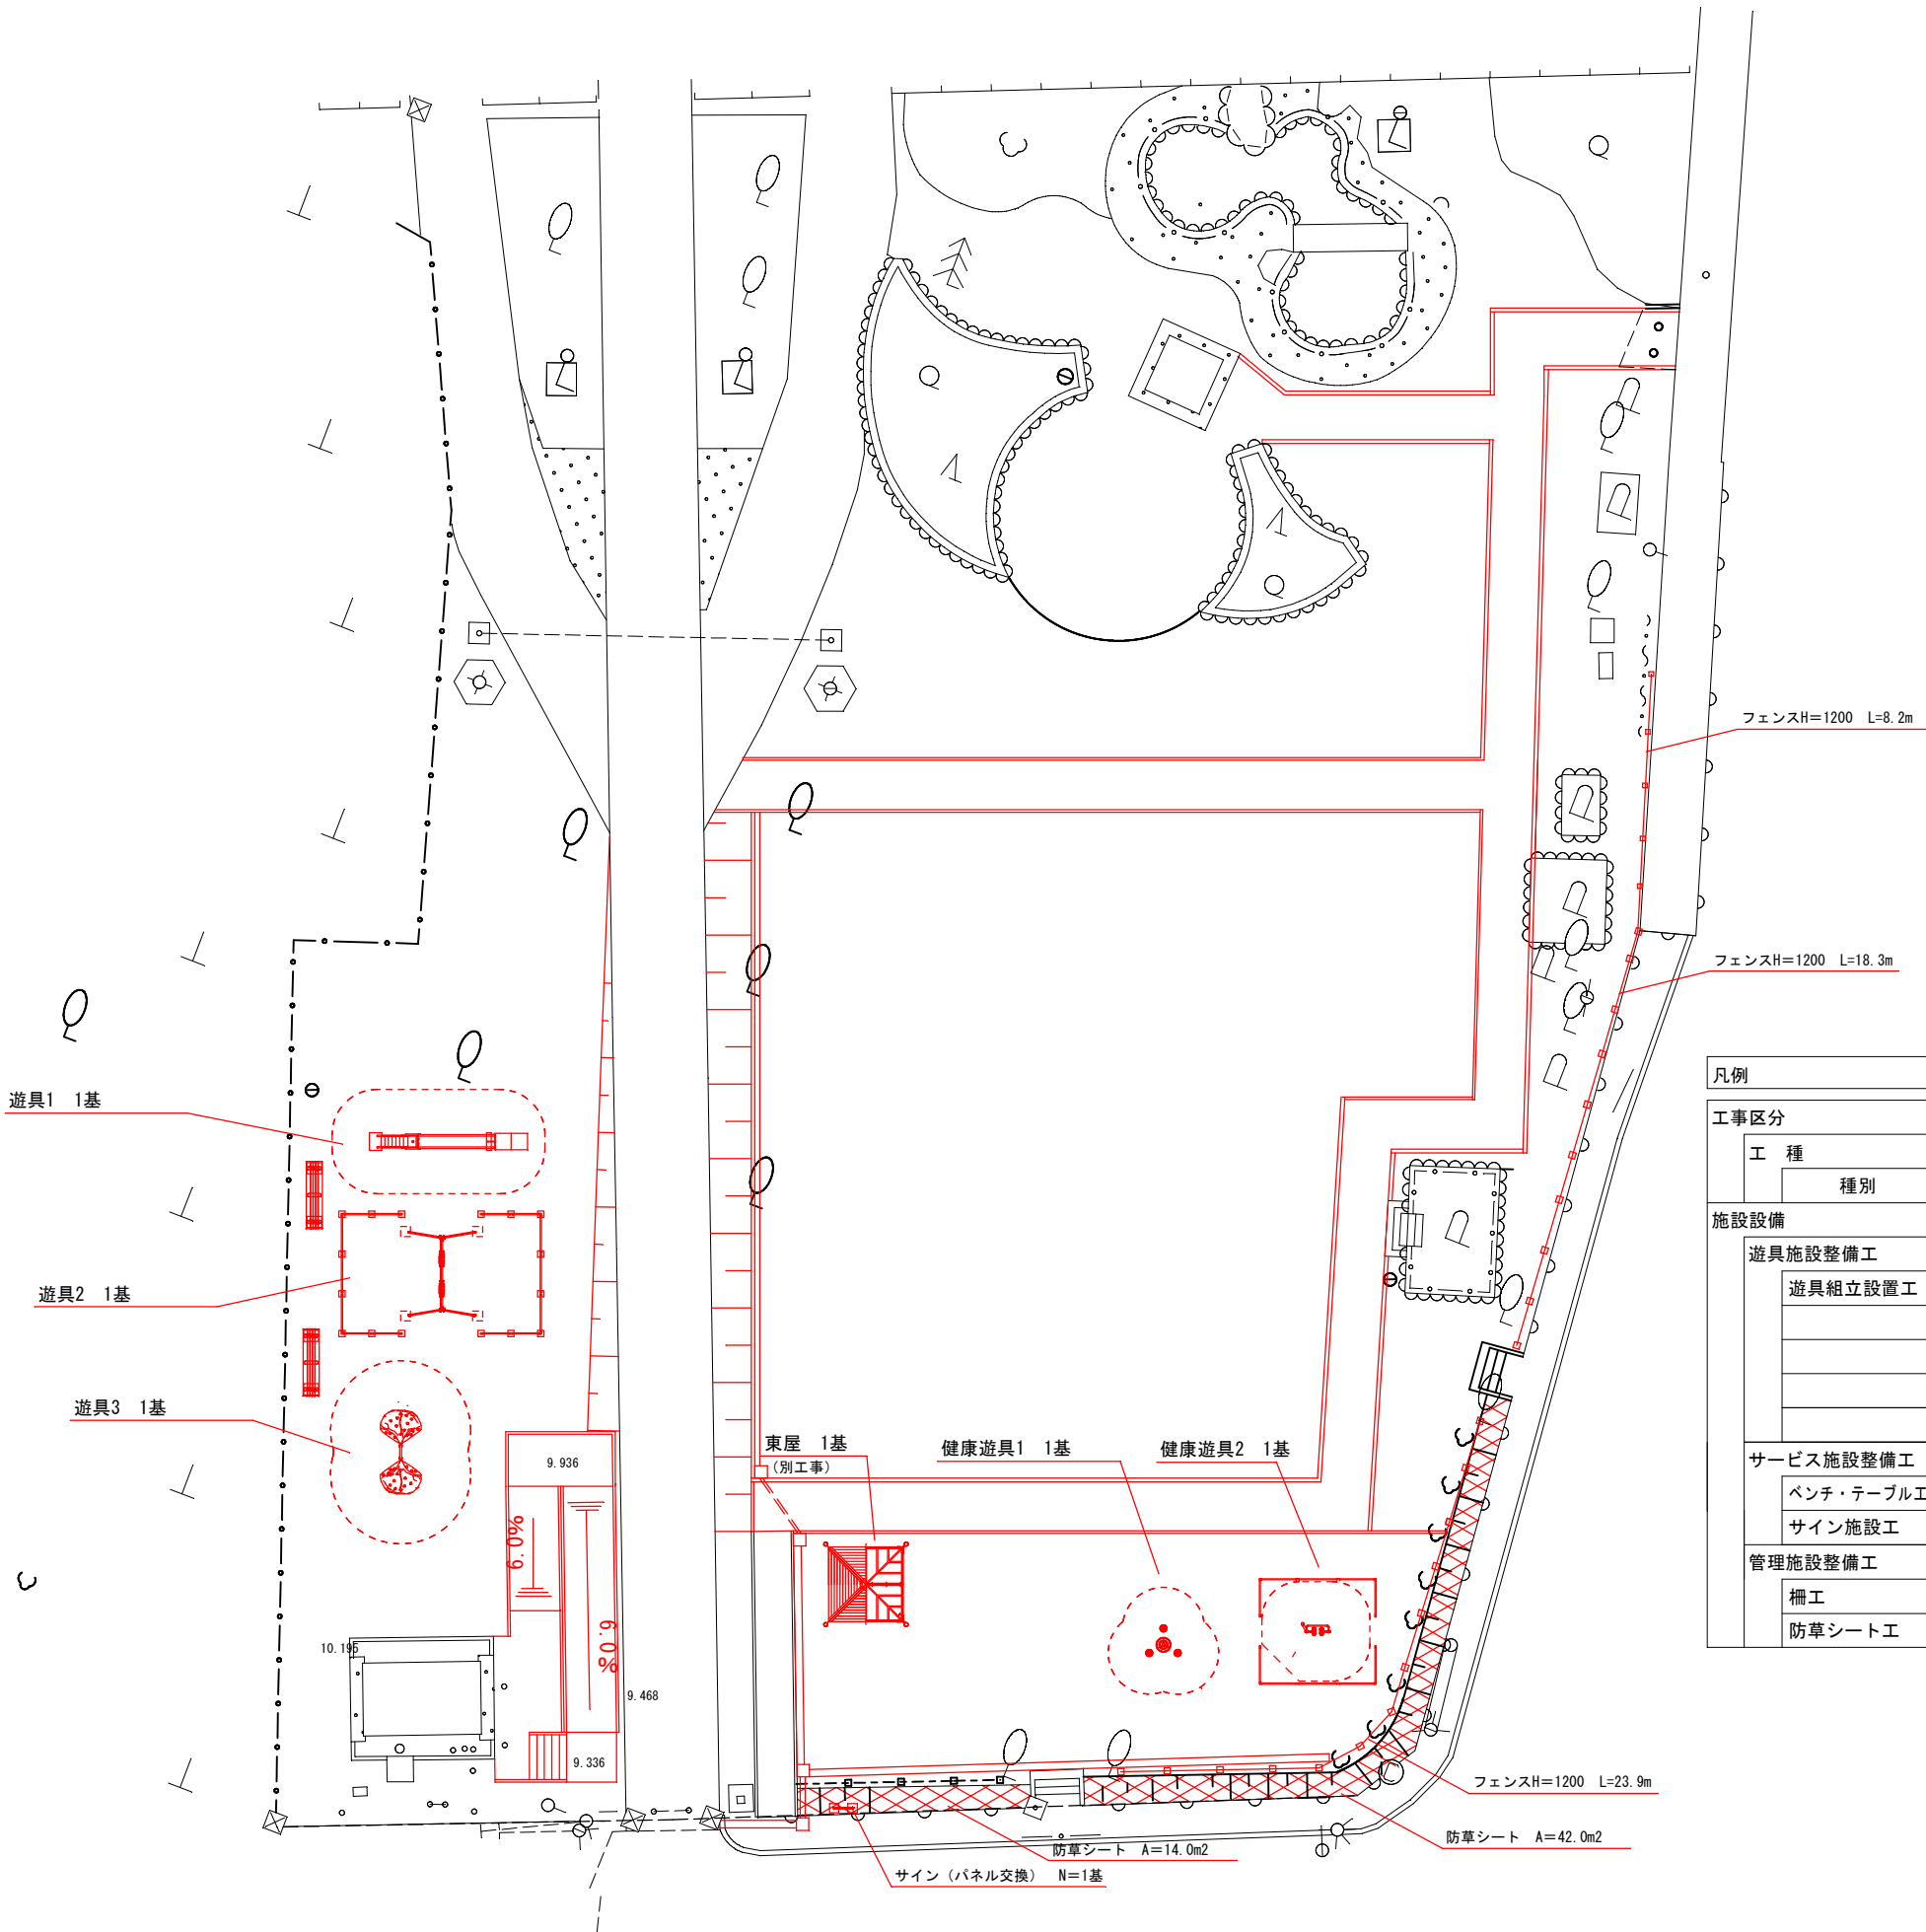 フェンスH＝1200 L=8.2m
フェンスH＝1200 L=18.3m
凡例
工事区分
工 種
種別
施設設備
遊具施設整備工
遊具組立設置工
サービス施設整備工
ベンチ・テーブル工
サイン施設工
管理施設整備工
柵工
防草シート工
遊具1 1基
遊具2 1基
遊具3 1基
東屋 1基
（別工事）
健康遊具1 1基
健康遊具2 1基
9.936
6.0%
6.0%
10.195
9.468
9.336
フェンスH＝1200 L=23.9m
防草シート A＝42.0m2
防草シート A＝14.0m2
サイン（パネル交換） N＝1基